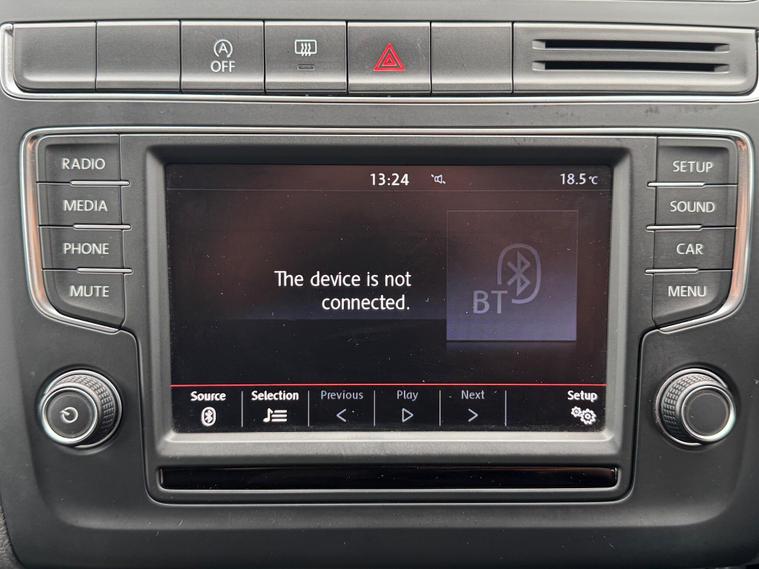 OFF
RADIO
MEDIA
PHONE
MUTE
13:24
18.5°C
The device is not
connected.
BT
Source
Selection
Previous
Play
Next
Setup
SETUP
SOUND
CAR
MENU